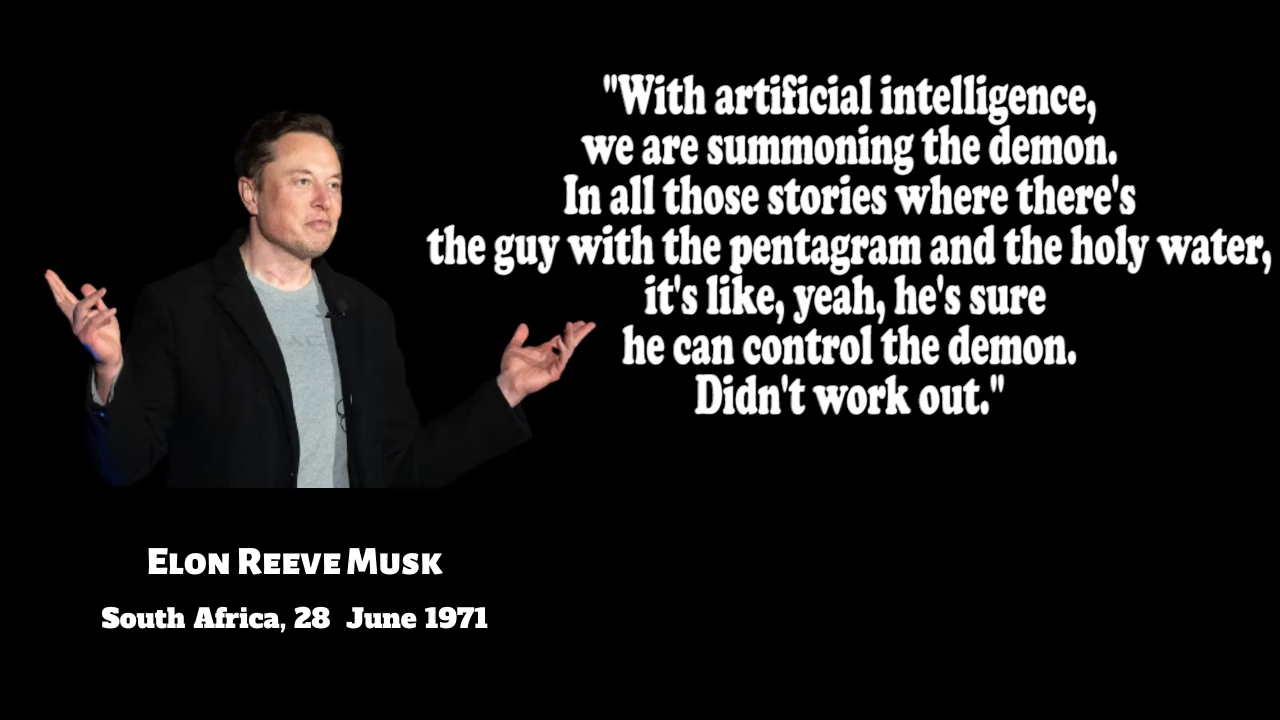 "With artificial intelligence,
we are summoning the demon.
In all those stories where there's
the guy with the pentagram and the holy water,
it's like, yeah, he's sure
he can control the demon.
Didn't work out."
Elon Reeve Musk
South Africa, 28 June 1971